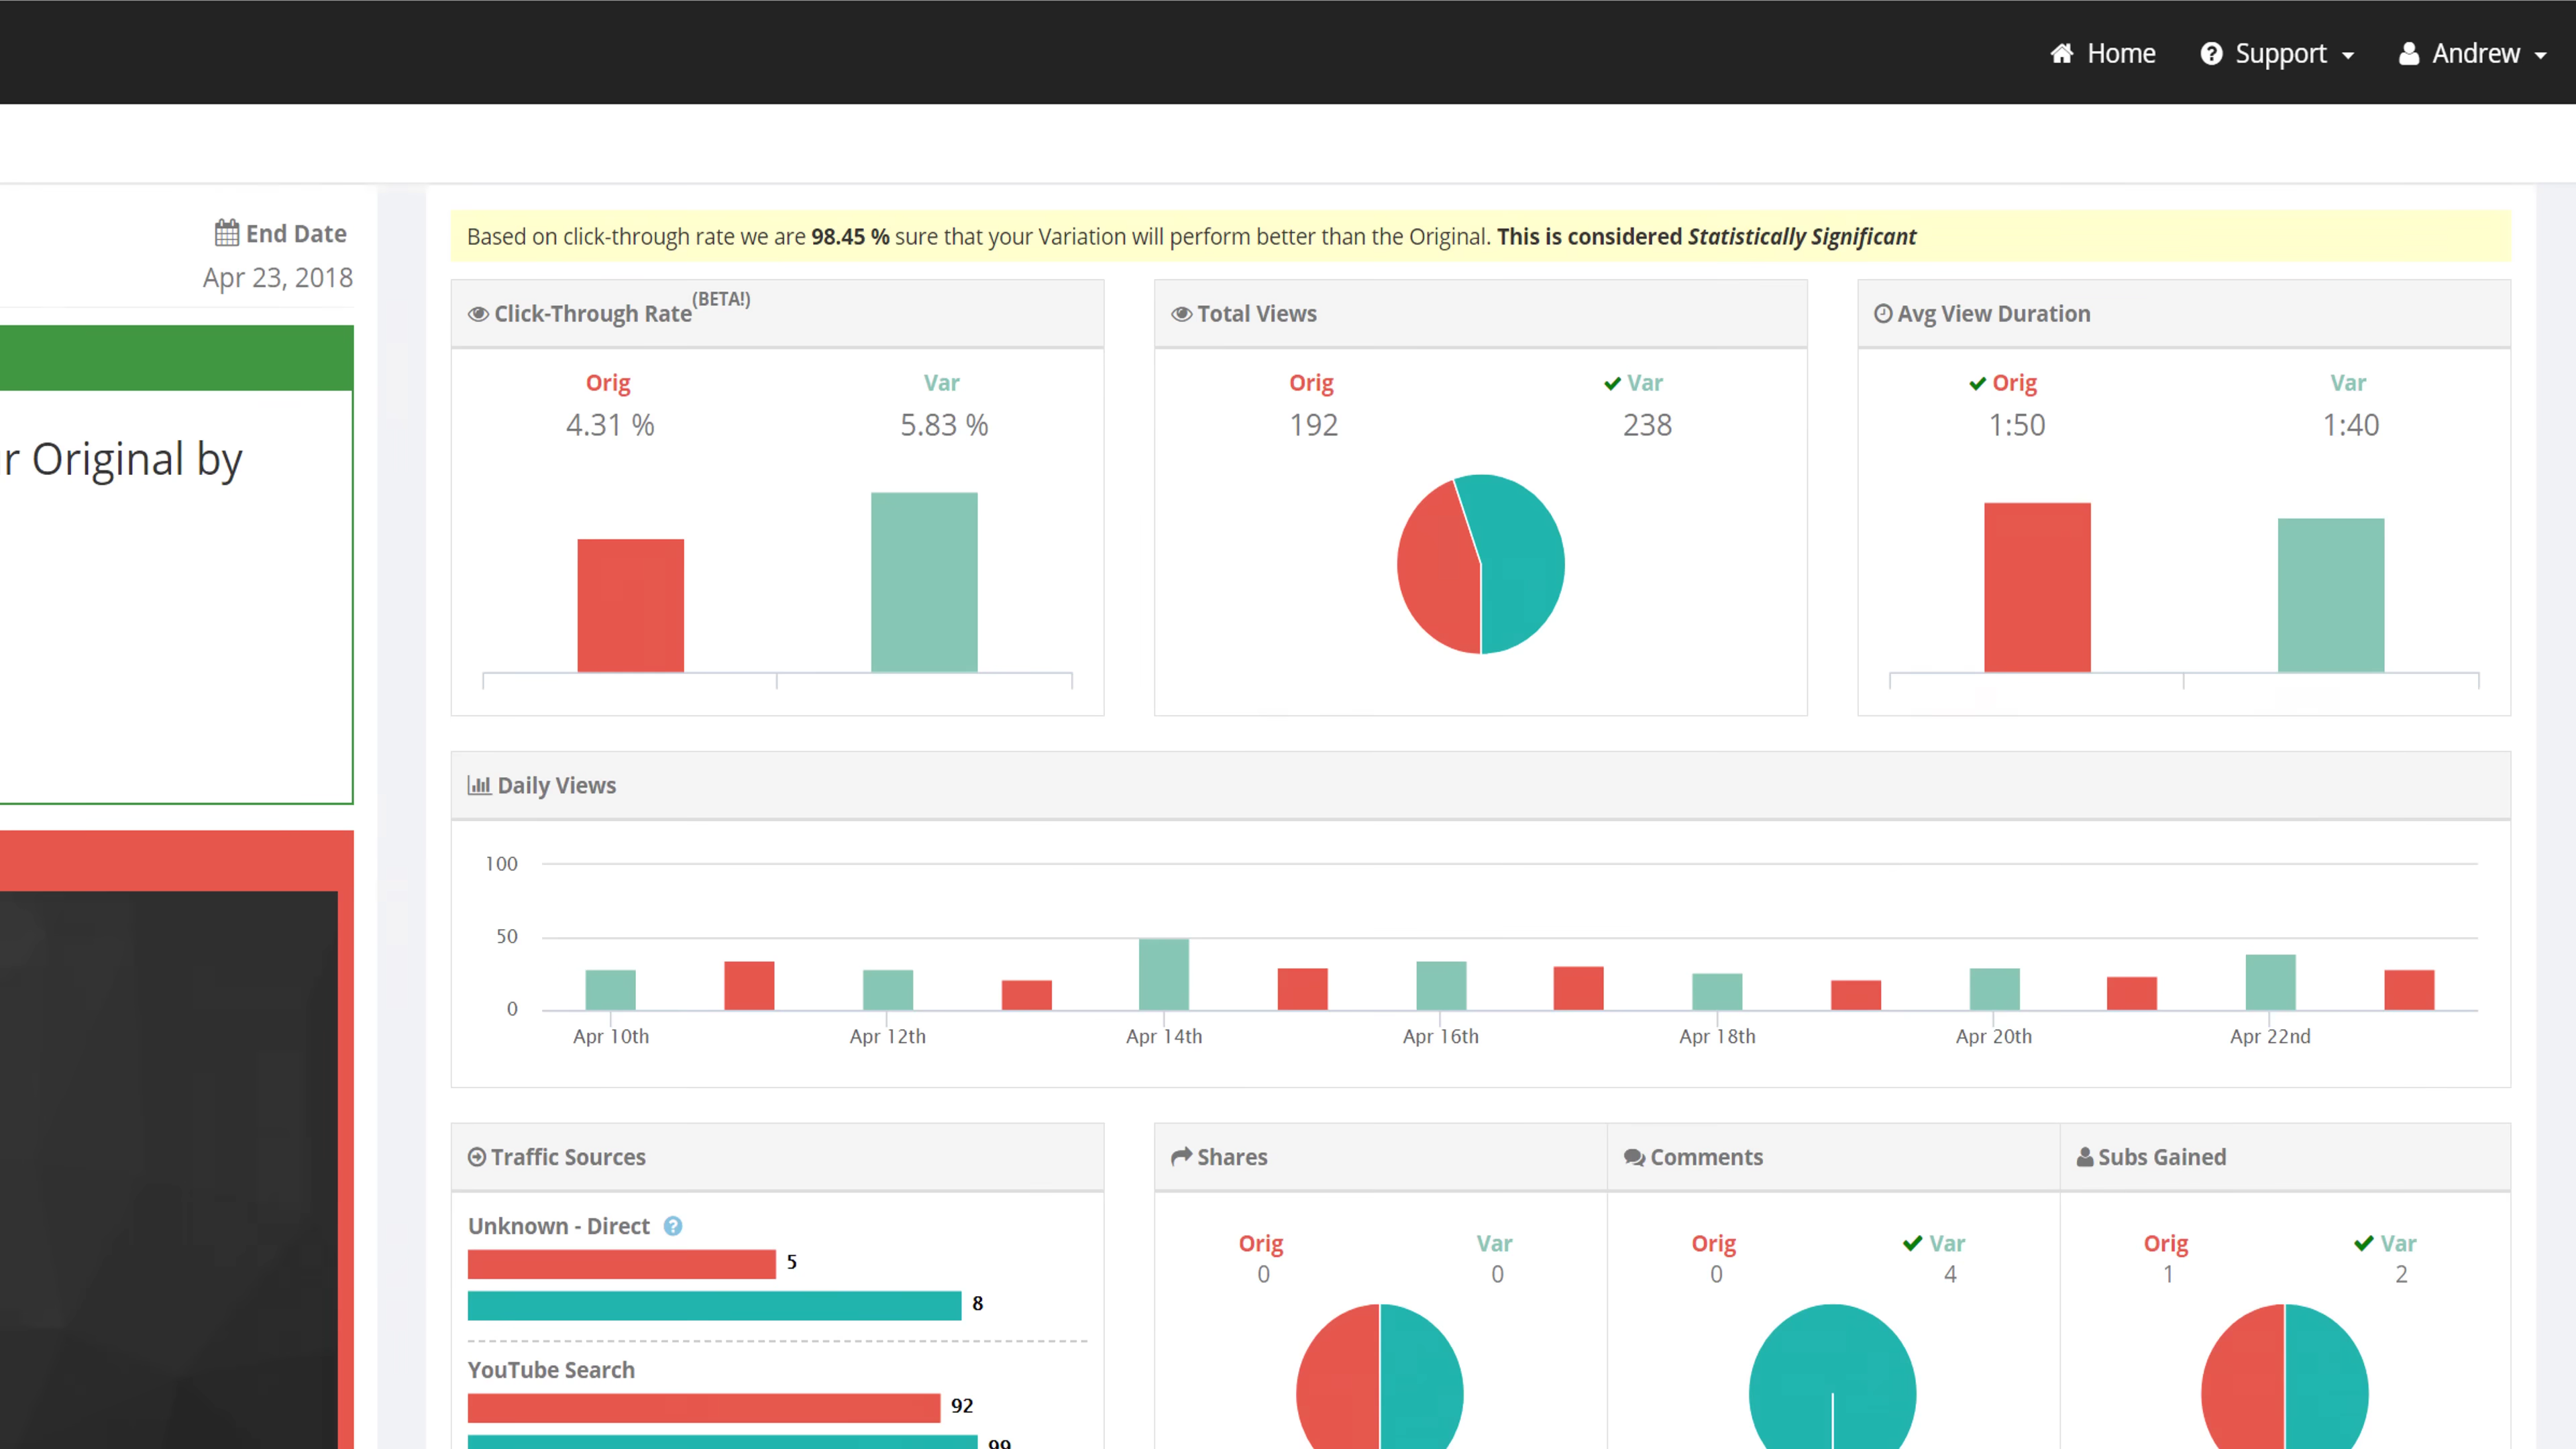 Home Support Andrew
End Date
Apr 23, 2018
r Original by
Based on click-through rate we are 98.45 % sure that your Variation will perform better than the Original. This is considered Statistically Significant
Click-Through Rate (BETA!)
Orig Var
4.31 % 5.83 %
Total Views
Orig Var
192 238
Avg View Duration
Orig Var
1:50 1:40
Daily Views
100
50
0
Apr 10th Apr 12th Apr 14th Apr 16th Apr 18th Apr 20th Apr 22nd
Traffic Sources
Unknown - Direct ?
5
8
YouTube Search
92
99
Shares
Orig Var
0 0
Comments
Orig Var
0 4
Subs Gained
Orig Var
1 2